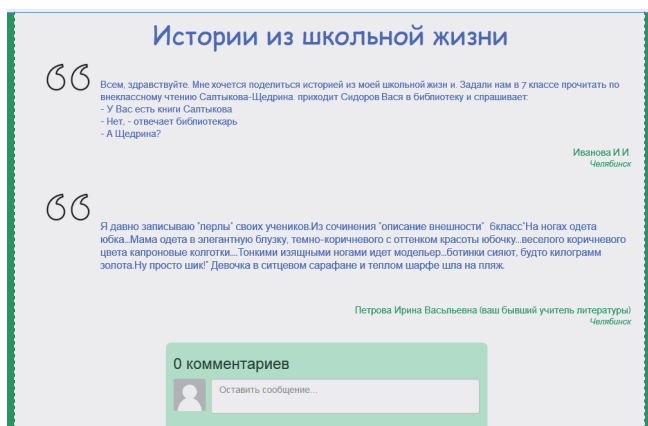 Истории из школьной жизни
Всем, здравствуйте. Мне хочется поделиться историей из моей школьной жизн и. Задали нам в 7 классе прочитать по
внеклассному чтению Салтыкова-Щедрина. приходит Сидоров Вася в библиотеку и спрашивает:
- У Вас есть книги Салтыкова
- Нет, - отвечает библиотекарь
- А Щедрина?
Иванова И.И.
Челябинск
Я давно записываю "перлы" своих учеников.Из сочинения "описание внешности" 6класс"На ногах одета
юбка...Мама одета в элегантную блузку, темно-коричневого с оттенком красоты юбочку...веселого коричневого
цвета капроновые колготки....Тонкими изящными ногами идет модельер...ботинки сияют, будто килограмм
золота.Ну просто шик!" Девочка в ситцевом сарафане и теплом шарфе шла на пляж.
Петрова Ирина Васьльевна (ваш бывший учитель литературы)
Челябинск
0 комментариев
Оставить сообщение...